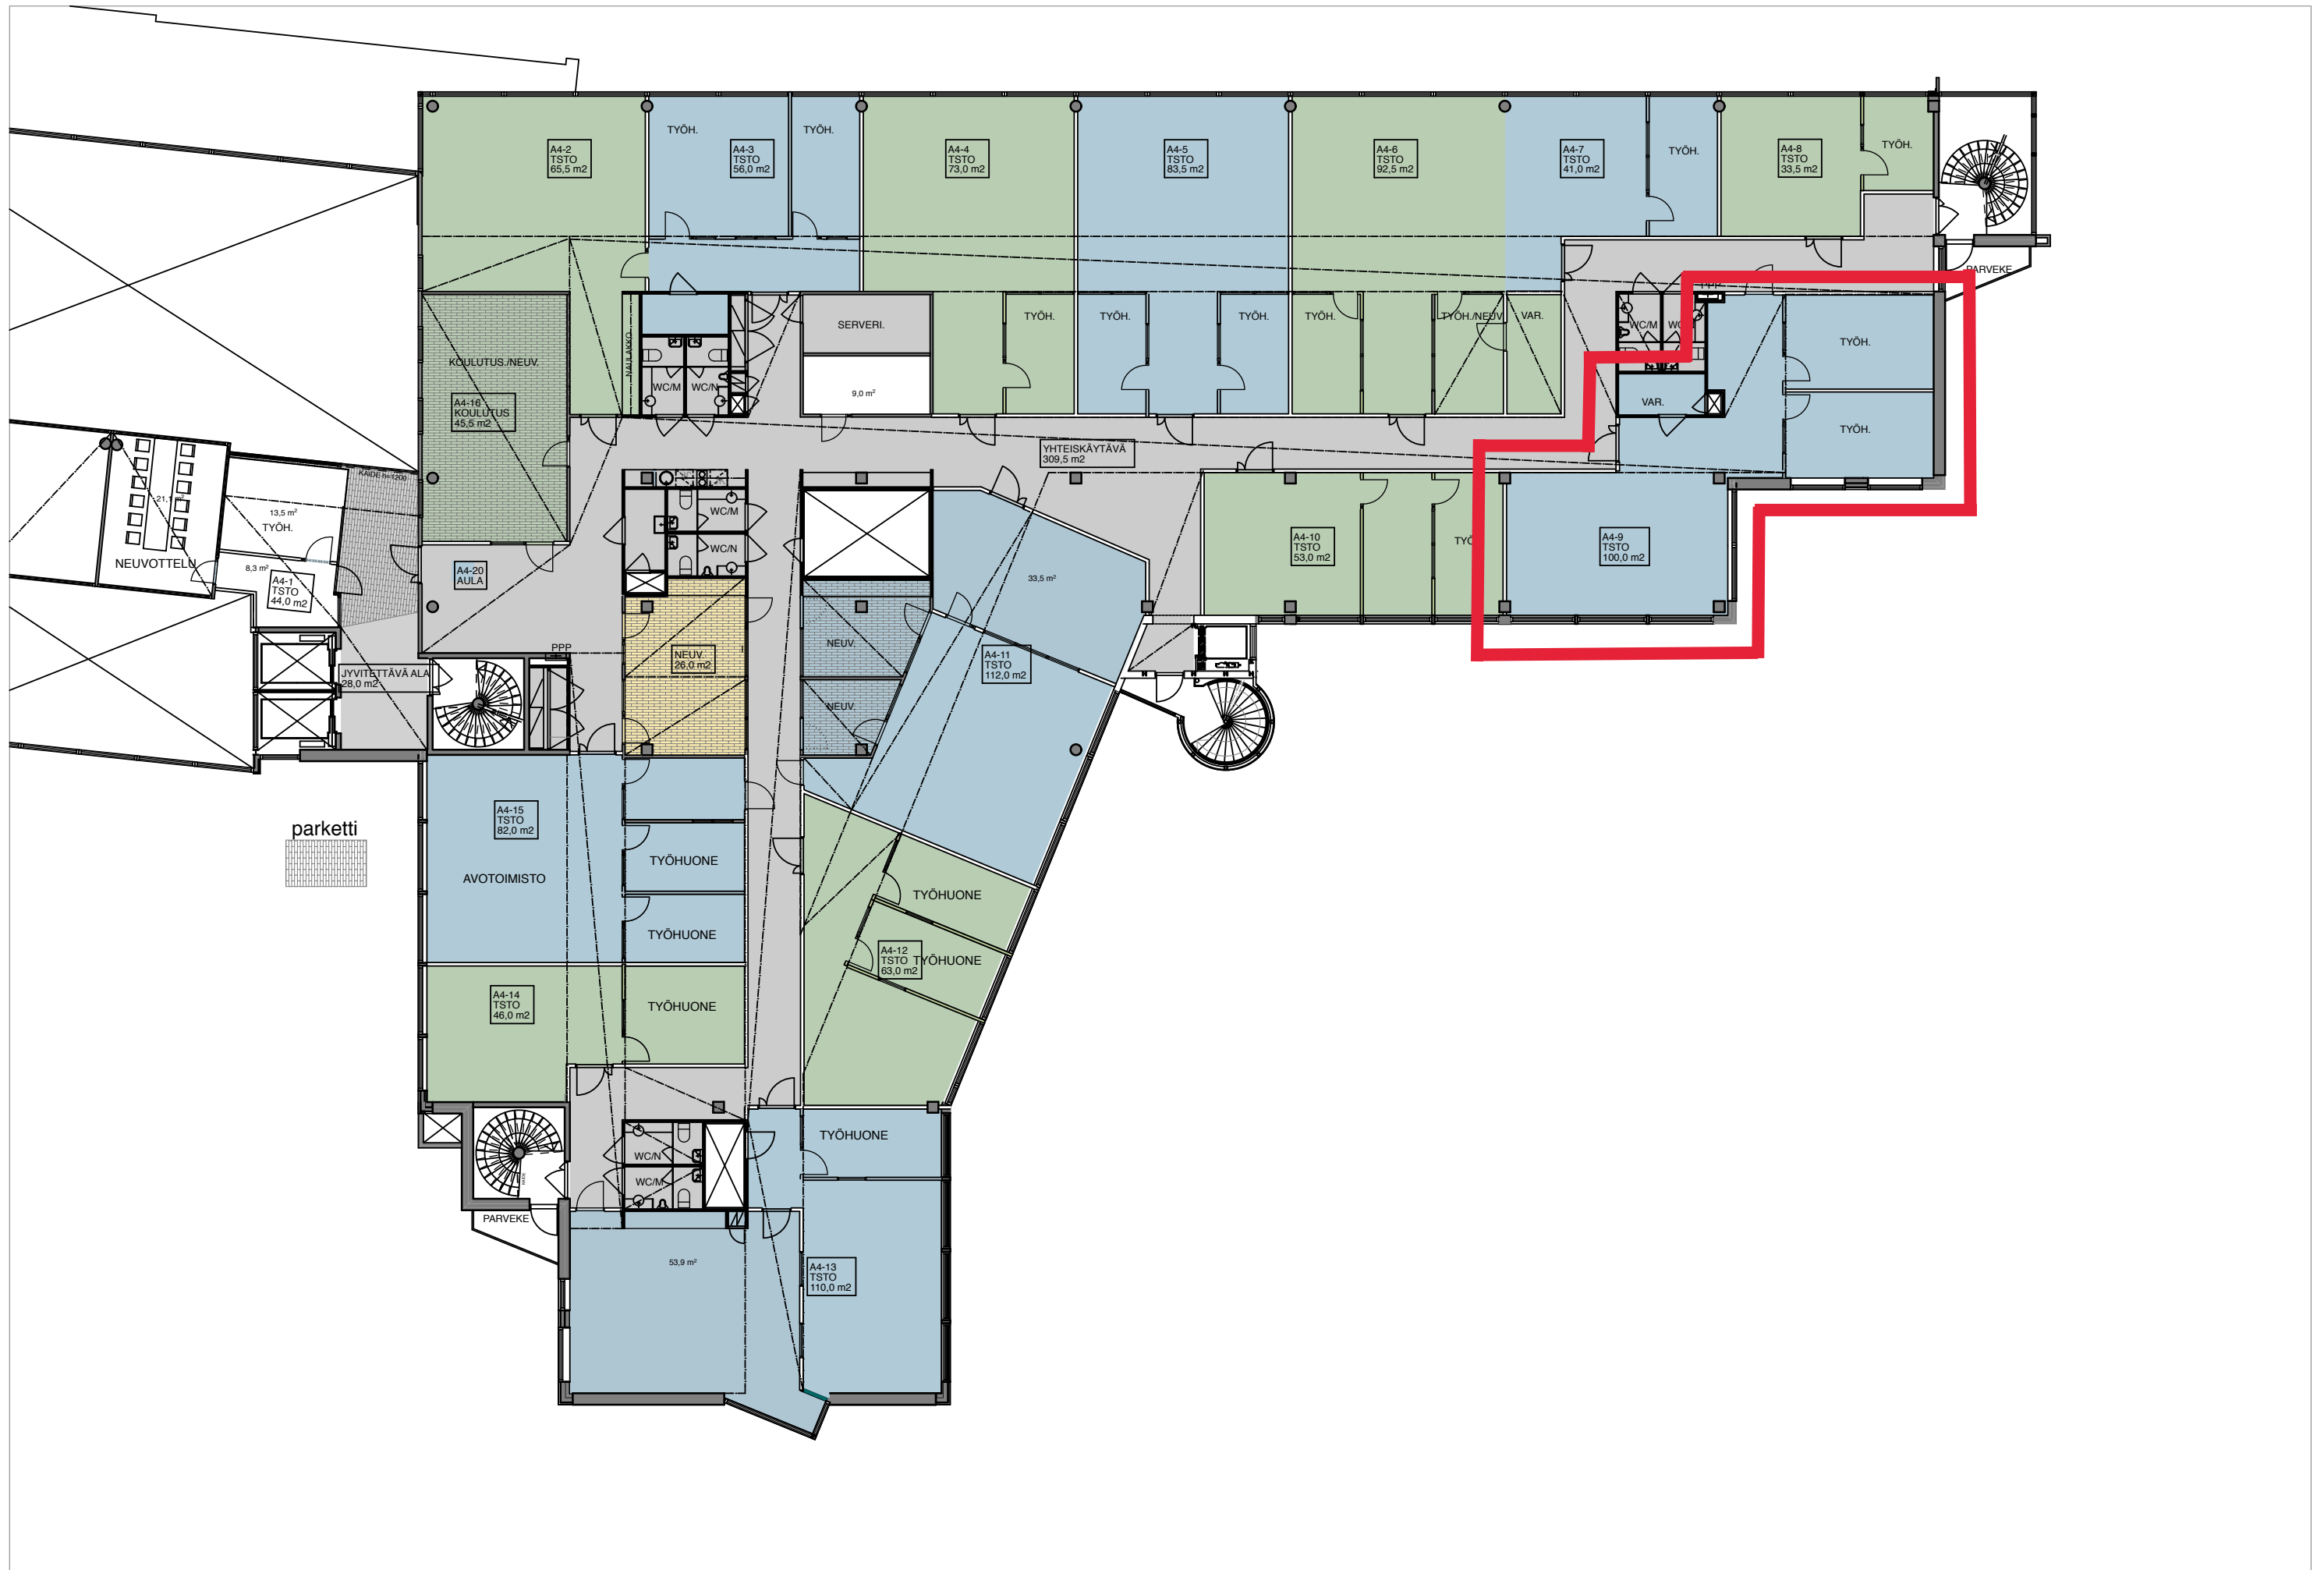 TYÖH.
TYÖH.
A4-2
TSTO
65,5 m2
A4-3
TSTO
56,0 m2
A4-4
TSTO
73,0 m2
A4-5
TSTO
83,5 m2
A4-6
TSTO
92,5 m2
A4-7
TSTO
41,0 m2
TYÖH.
A4-8
TSTO
33,5 m2
TYÖH.
PARVEKE
PPP
SERVERI.
TYÖH.
TYÖH.
TYÖH.
TYÖH.
TYÖH./NEUV
VAR.
WC/M
TYÖH.
NAULAKKO
KOULUTUS./NEUV.
WC/M
WC/N
9,0 m²
VAR.
A4-16
KOULUTUS
45,5 m2
TYÖH.
YHTEISKÄYTÄVÄ
309,5 m2
KAIDE h=1200
21,1 m²
13,5 m²
TYÖH.
WC/M
WC/N
NEUVOTTELU
8,3 m²
A4-1
TSTO
44,0 m2
A4-20
AULA
33,5 m²
A4-10
TSTO
53,0 m2
A4-9
TSTO
100,0 m2
PPP
NEUV.
26,0 m2
NEUV.
A4-11
TSTO
112,0 m2
JYVITETTÄVÄ ALA
28,0 m2
NEUV.
A4-15
TSTO
82,0 m2
parketti
TYÖHUONE
AVOTOIMISTO
TYÖHUONE
TYÖHUONE
A4-12
TSTO
63,0 m2
TYÖHUONE
A4-14
TSTO
46,0 m2
TYÖHUONE
TYÖHUONE
WC/N
WC/M
PARVEKE
53,9 m²
A4-13
TSTO
110,0 m2